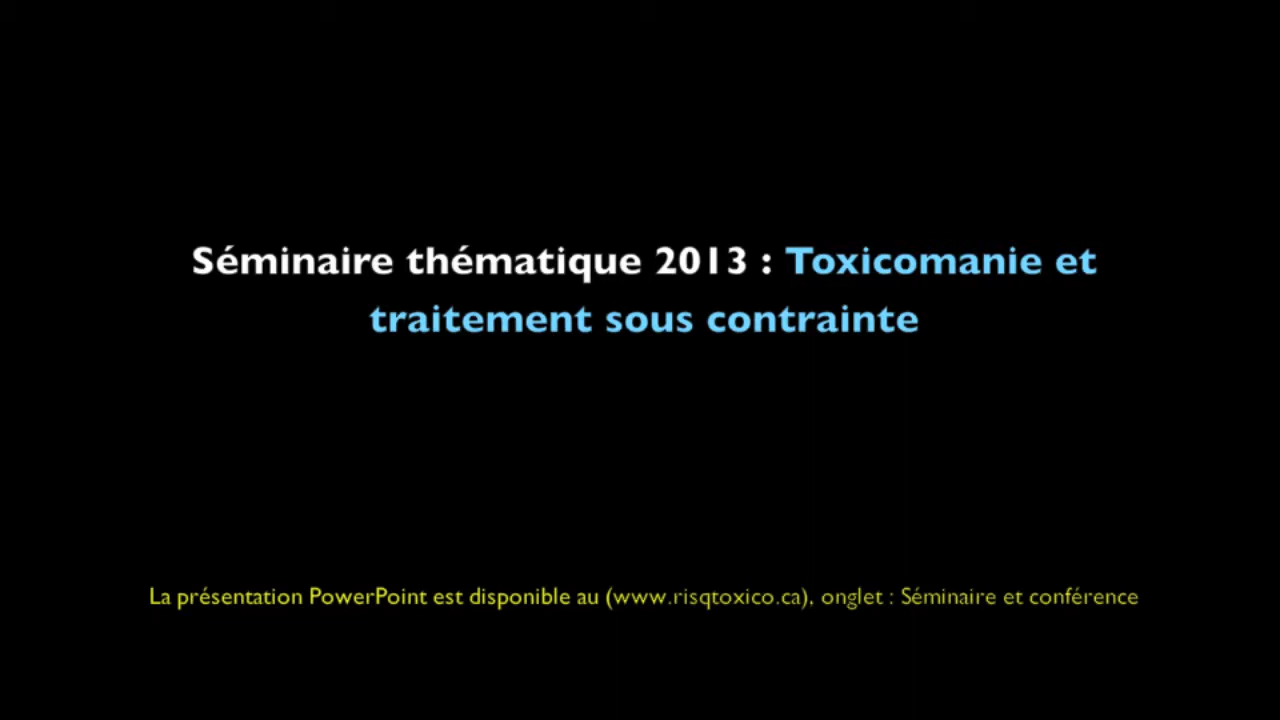 Séminaire thématique 2013 : Toxicomanie et
traitement sous contrainte
La présentation PowerPoint est disponible au (www.risqtoxico.ca), onglet : Séminaire et conférence